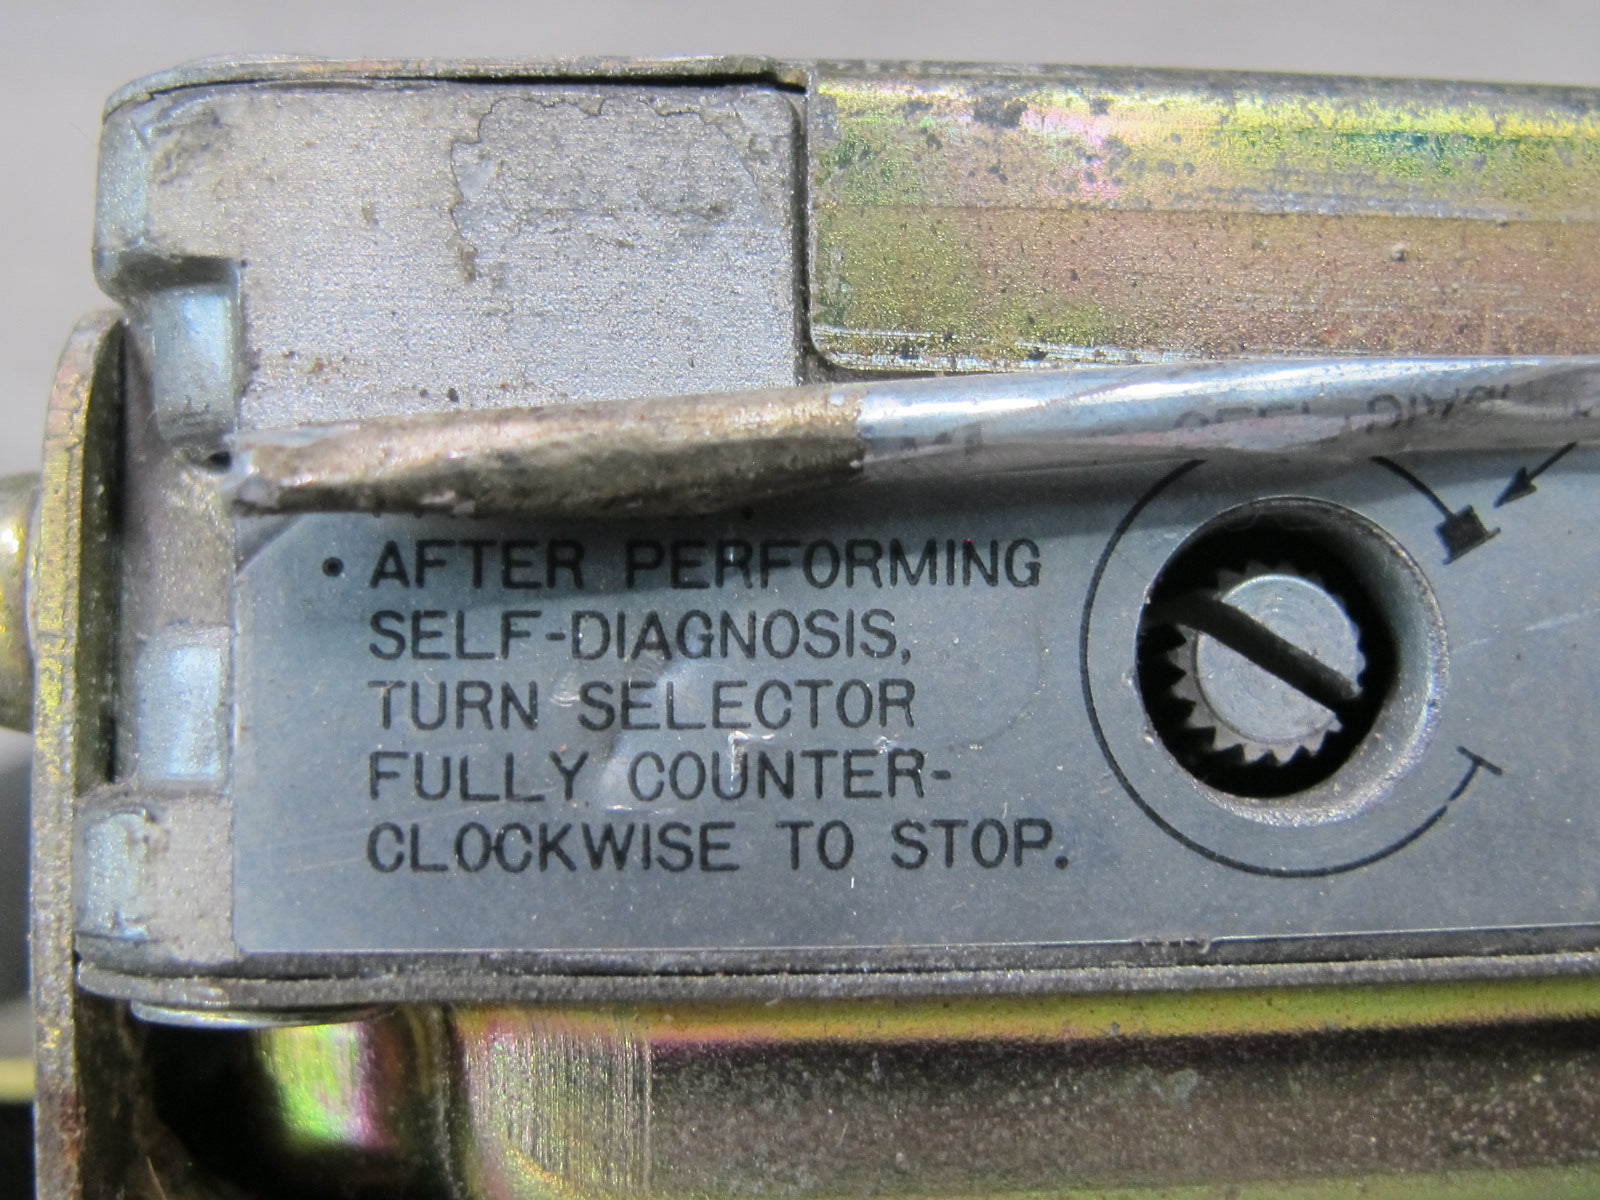 • AFTER PERFORMING
SELF-DIAGNOSIS,
TURN SELECTOR
FULLY COUNTER-
CLOCKWISE TO STOP.